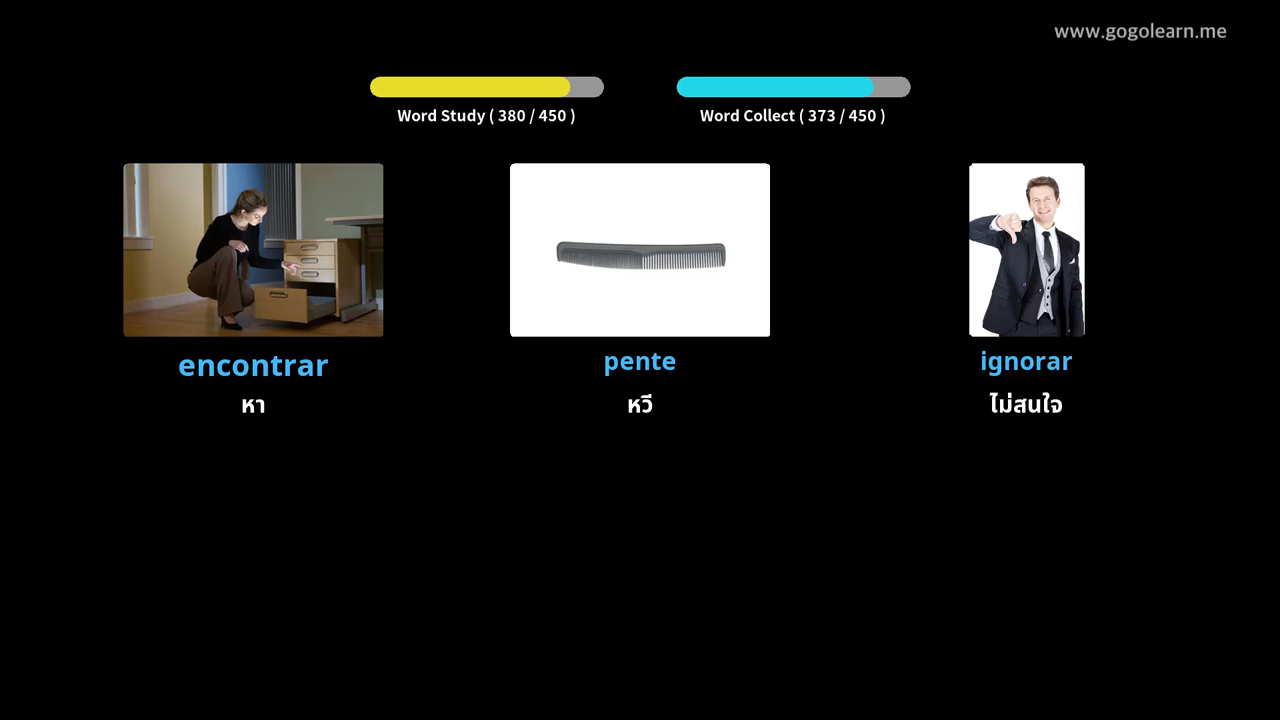 www.gogolearn.me
Word Study ( 380 / 450 )
Word Collect ( 373 / 450 )
encontrar
หา
pente
หวี
ignorar
ไม่สนใจ